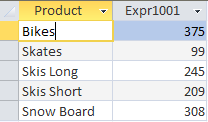 Product Expr1001
Bikes 375
Skates 99
Skis Long 245
Skis Short 209
Snow Board 308